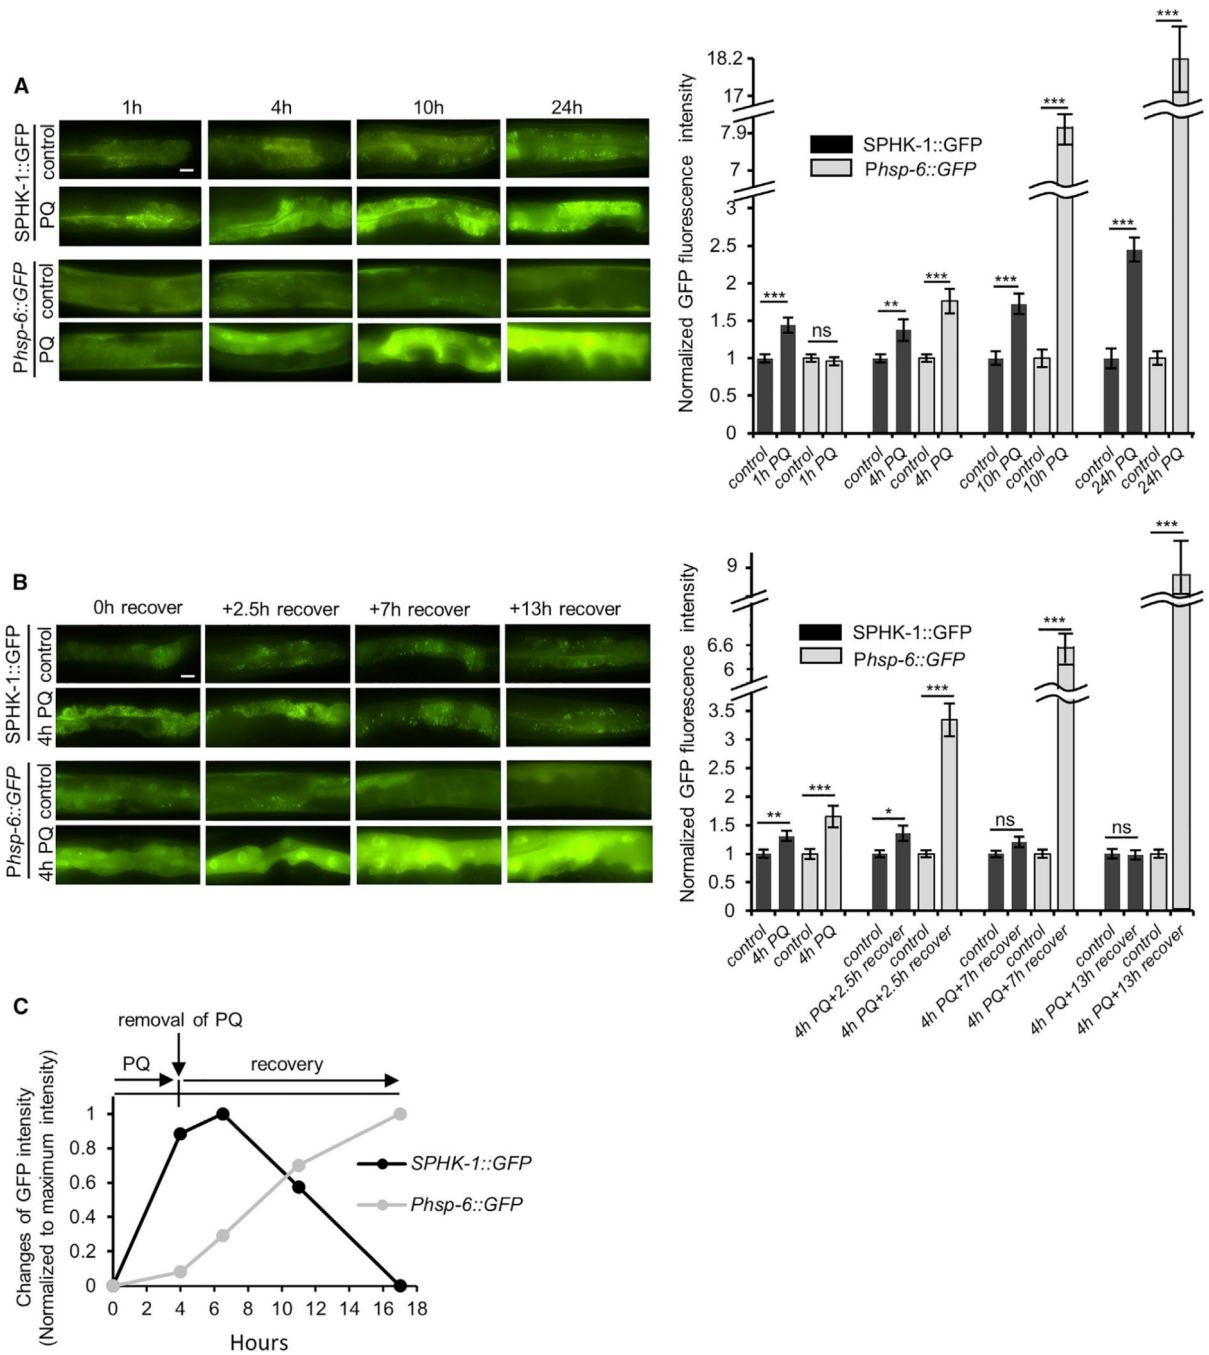 A
1h 4h 10h 24h
SPHK-1::GFP
control
PQ
Phsp-6::GFP
control
PQ
Normalized GFP fluorescence intensity
18.2
17
7.9
7
3
2.5
2
1.5
1
0.5
0
SPHK-1::GFP
Phsp-6::GFP
*** ns ** *** *** *** *** ***
control 1h PQ control 1h PQ control 4h PQ control 4h PQ control 10h PQ control 10h PQ control 24h PQ control 24h PQ
B
0h recover +2.5h recover +7h recover +13h recover
SPHK-1::GFP
control
4h PQ
Phsp-6::GFP
control
4h PQ
Normalized GFP fluorescence intensity
9
6.6
6
3.5
3
2.5
2
1.5
1
0.5
0
SPHK-1::GFP
Phsp-6::GFP
** *** * *** ns *** ns ***
control 4h PQ control 4h PQ control 4h PQ+2.5h recover control 4h PQ+2.5h recover control 4h PQ+7h recover control 4h PQ+7h recover control 4h PQ+13h recover control 4h PQ+13h recover
C
removal of PQ
PQ recovery
Changes of GFP intensity
(Normalized to maximum intensity)
1
0.8
0.6
0.4
0.2
0
SPHK-1::GFP
Phsp-6::GFP
0 2 4 6 8 10 12 14 16 18
Hours